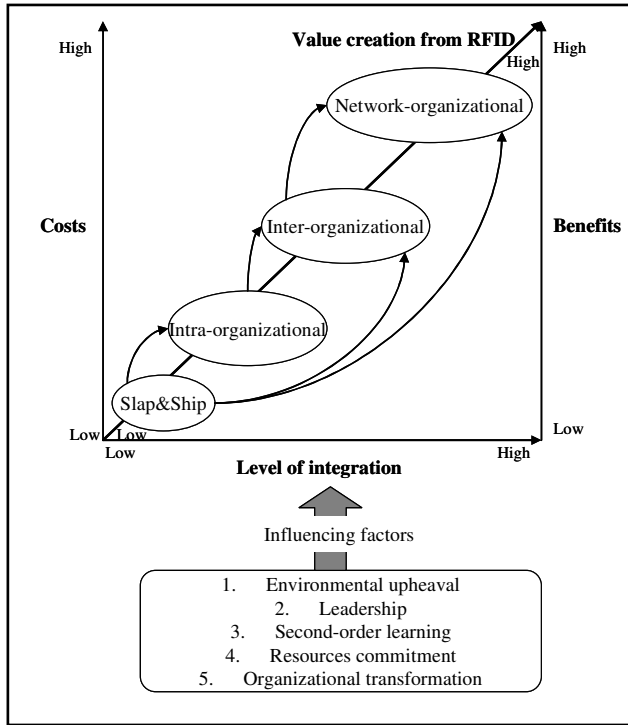 Value creation from RFID
High
High
High
Network-organizational
Costs
Inter-organizational
Benefits
Intra-organizational
Slap&Ship
Low
Low
Low
Low
High
Level of integration
Influencing factors
1. Environmental upheaval
2. Leadership
3. Second-order learning
4. Resources commitment
5. Organizational transformation